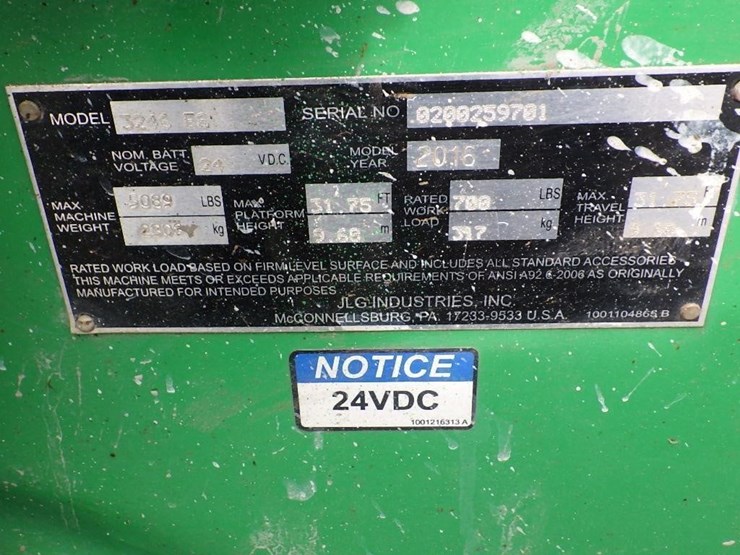 MODEL SERIAL NO. 0200259701
NOM. BATT. VOLTAGE 24 V.D.C. MODEL YEAR 2016
MAX. MACHINE WEIGHT LBS kg
MAX. PLATFORM HEIGHT 31.75 FT 9.68 m
RATED WORK LOAD 700 LBS 317 kg
MAX. TRAVEL HEIGHT
RATED WORK LOAD BASED ON FIRM LEVEL SURFACE AND INCLUDES ALL STANDARD ACCESSORIES
THIS MACHINE MEETS OR EXCEEDS APPLICABLE REQUIREMENTS OF ANSI A92.6-2006 AS ORIGINALLY
MANUFACTURED FOR INTENDED PURPOSES
JLG INDUSTRIES, INC.
McCONNELLSBURG, PA. 17233-9533 U.S.A. 1001104865 B
NOTICE
24VDC
1001216313 A